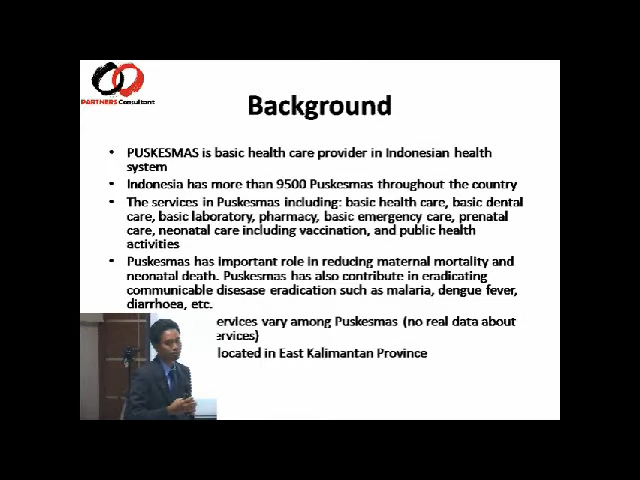 PARTNERS Consultant
Background
• PUSKESMAS is basic health care provider in Indonesian health
system
• Indonesia has more than 9500 Puskesmas throughout the country
• The services in Puskesmas including: basic health care, basic dental
care, basic laboratory, pharmacy, basic emergency care, prenatal
care, neonatal care including vaccination, and public health
activities
• Puskesmas has important role in reducing maternal mortality and
neonatal death. Puskesmas has also contribute in eradicating
communicable disesase eradication such as malaria, dengue fever,
diarrhoea, etc.
ervices vary among Puskesmas (no real data about
ervices)
located in East Kalimantan Province